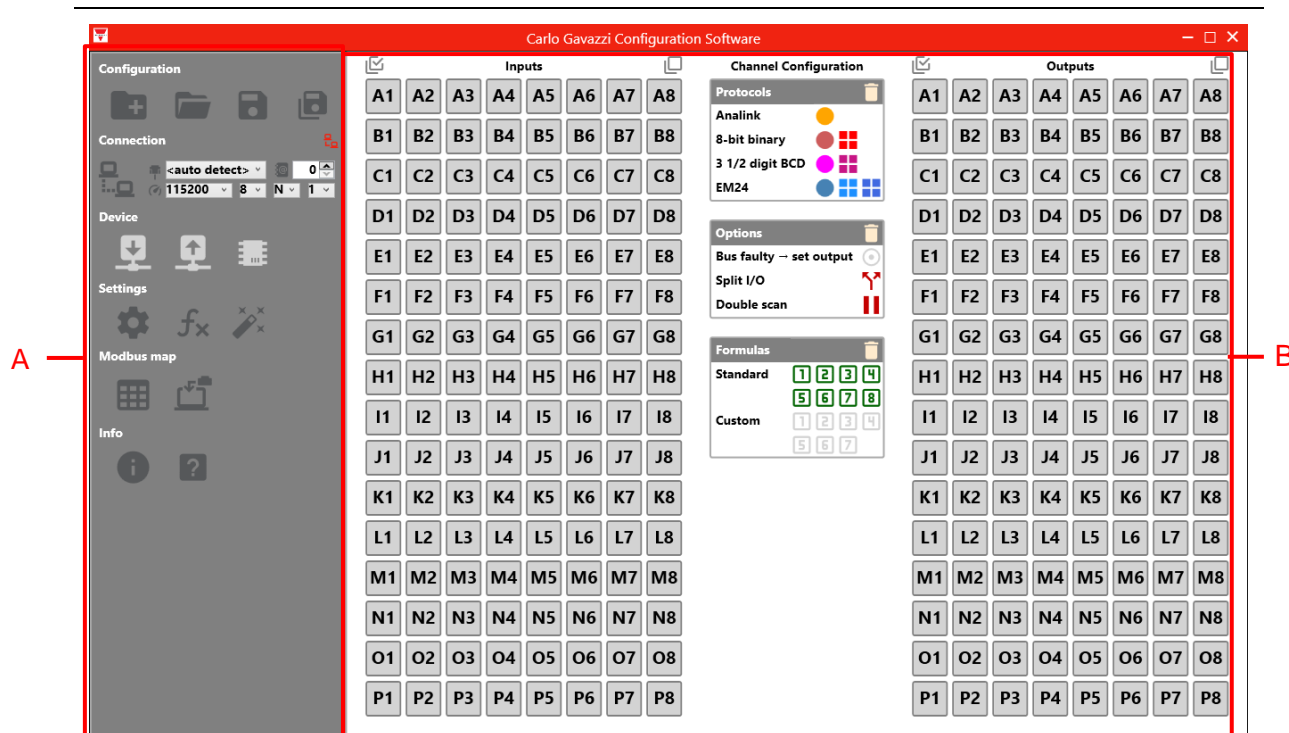 Carlo Gavazzi Configuration Software
Configuration
Connection
<auto detect> 0
115200 8 N 1
Device
Settings
Modbus map
Info
A
Inputs
A1 A2 A3 A4 A5 A6 A7 A8
B1 B2 B3 B4 B5 B6 B7 B8
C1 C2 C3 C4 C5 C6 C7 C8
D1 D2 D3 D4 D5 D6 D7 D8
E1 E2 E3 E4 E5 E6 E7 E8
F1 F2 F3 F4 F5 F6 F7 F8
G1 G2 G3 G4 G5 G6 G7 G8
H1 H2 H3 H4 H5 H6 H7 H8
I1 I2 I3 I4 I5 I6 I7 I8
J1 J2 J3 J4 J5 J6 J7 J8
K1 K2 K3 K4 K5 K6 K7 K8
L1 L2 L3 L4 L5 L6 L7 L8
M1 M2 M3 M4 M5 M6 M7 M8
N1 N2 N3 N4 N5 N6 N7 N8
O1 O2 O3 O4 O5 O6 O7 O8
P1 P2 P3 P4 P5 P6 P7 P8
Channel Configuration
Protocols
Analink
8-bit binary
3 1/2 digit BCD
EM24
Options
Bus faulty → set output
Split I/O
Double scan
Formulas
Standard 1 2 3 4
5 6 7 8
Custom 1 2 3 4
5 6 7
Outputs
A1 A2 A3 A4 A5 A6 A7 A8
B1 B2 B3 B4 B5 B6 B7 B8
C1 C2 C3 C4 C5 C6 C7 C8
D1 D2 D3 D4 D5 D6 D7 D8
E1 E2 E3 E4 E5 E6 E7 E8
F1 F2 F3 F4 F5 F6 F7 F8
G1 G2 G3 G4 G5 G6 G7 G8
H1 H2 H3 H4 H5 H6 H7 H8
I1 I2 I3 I4 I5 I6 I7 I8
J1 J2 J3 J4 J5 J6 J7 J8
K1 K2 K3 K4 K5 K6 K7 K8
L1 L2 L3 L4 L5 L6 L7 L8
M1 M2 M3 M4 M5 M6 M7 M8
N1 N2 N3 N4 N5 N6 N7 N8
O1 O2 O3 O4 O5 O6 O7 O8
P1 P2 P3 P4 P5 P6 P7 P8
B